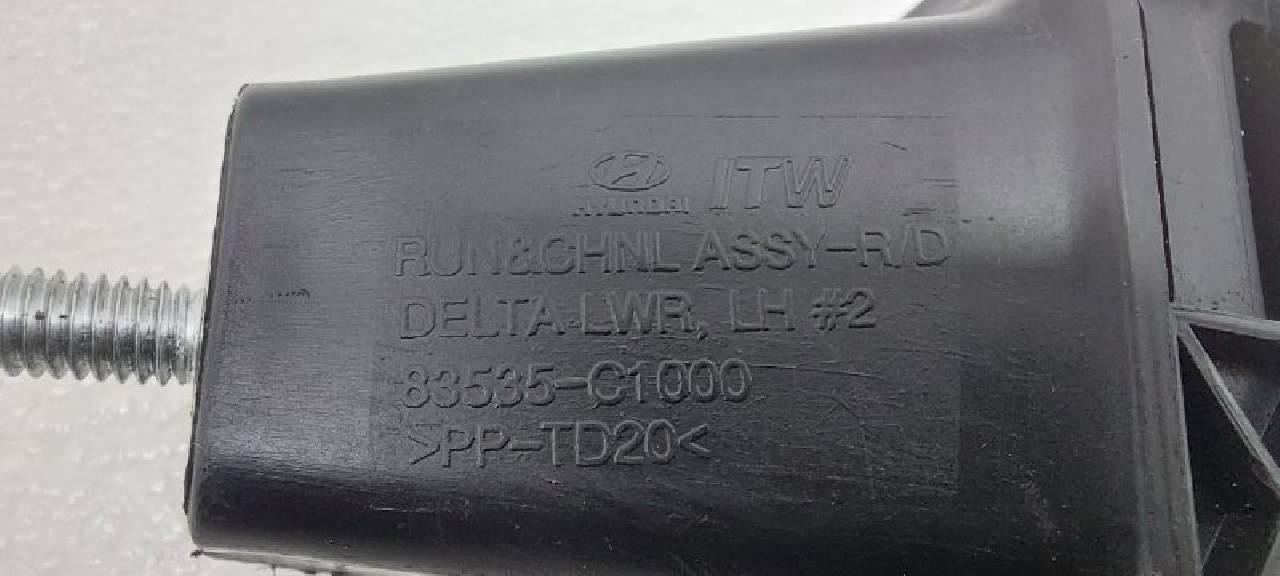 HYUNDAI ITW
RUN&CHNL ASSY-R/D
DELTA LWR, LH #2
83535-C1000
>PP-TD20<